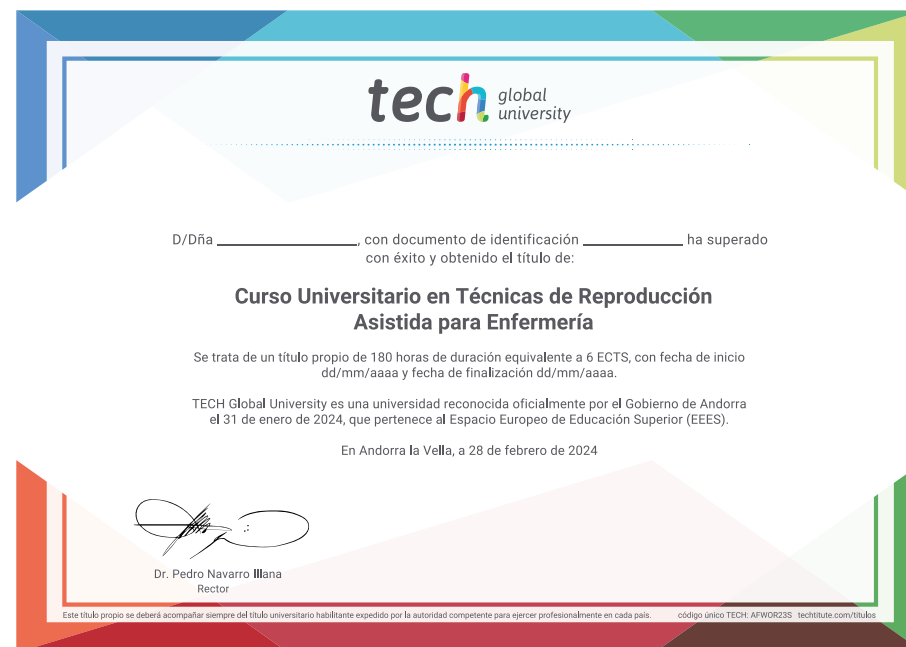 tech global university
D/Dña ____________________, con documento de identificación ______________ ha superado
con éxito y obtenido el título de:
Curso Universitario en Técnicas de Reproducción
Asistida para Enfermería
Se trata de un título propio de 180 horas de duración equivalente a 6 ECTS, con fecha de inicio
dd/mm/aaaa y fecha de finalización dd/mm/aaaa.
TECH Global University es una universidad reconocida oficialmente por el Gobierno de Andorra
el 31 de enero de 2024, que pertenece al Espacio Europeo de Educación Superior (EEES).
En Andorra la Vella, a 28 de febrero de 2024
Dr. Pedro Navarro Illana
Rector
Este título propio se deberá acompañar siempre del título universitario habilitante expedido por la autoridad competente para ejercer profesionalmente en cada país. código único TECH: AFWOR23S techtitute.com/titulos